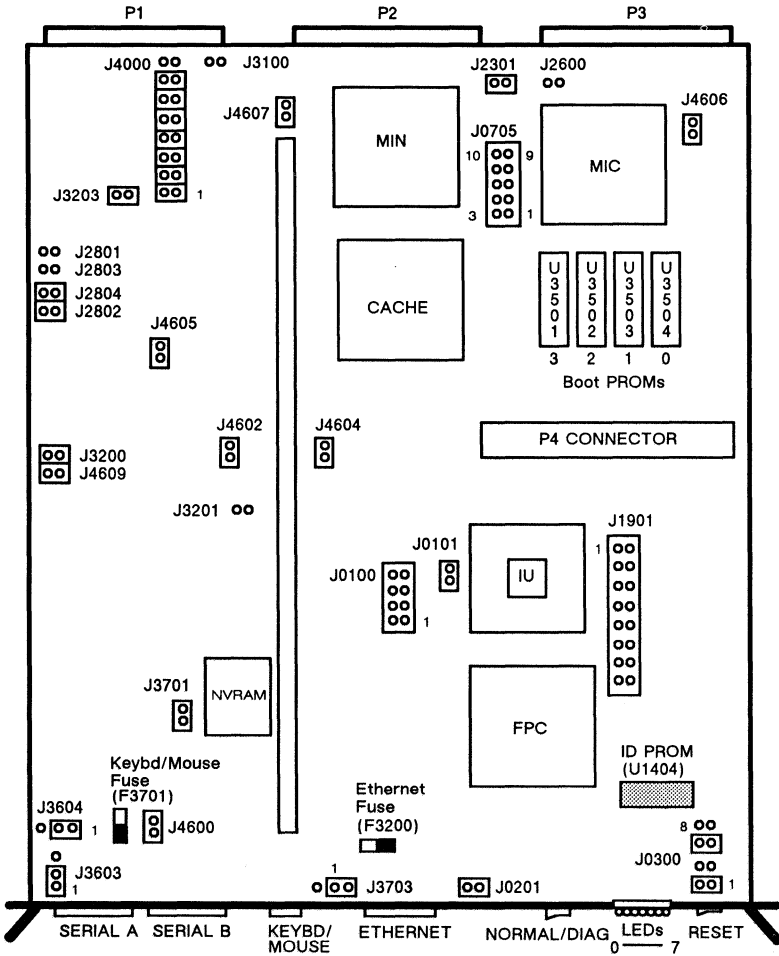 P1
P2
P3
J4000
J3100
J2301
J2600
J4607
J4606
MIN
J0705
10
9
MIC
J3203
1
3
1
J2801
J2803
J2804
J2802
CACHE
U3501
U3502
U3503
U3504
J4605
3 2 1 0
Boot PROMs
J4602
J4604
P4 CONNECTOR
J3200
J4609
J3201
J1901
1
J0101
J0100
IU
1
J3701
NVRAM
FPC
Keybd/Mouse
Fuse
(F3701)
ID PROM
(U1404)
Ethernet
Fuse
(F3200)
J3604
1
J4600
8
J0300
J3603
1
1
J3703
J0201
1
SERIAL A
SERIAL B
KEYBD/
MOUSE
ETHERNET
NORMAL/DIAG
LEDs
0
7
RESET